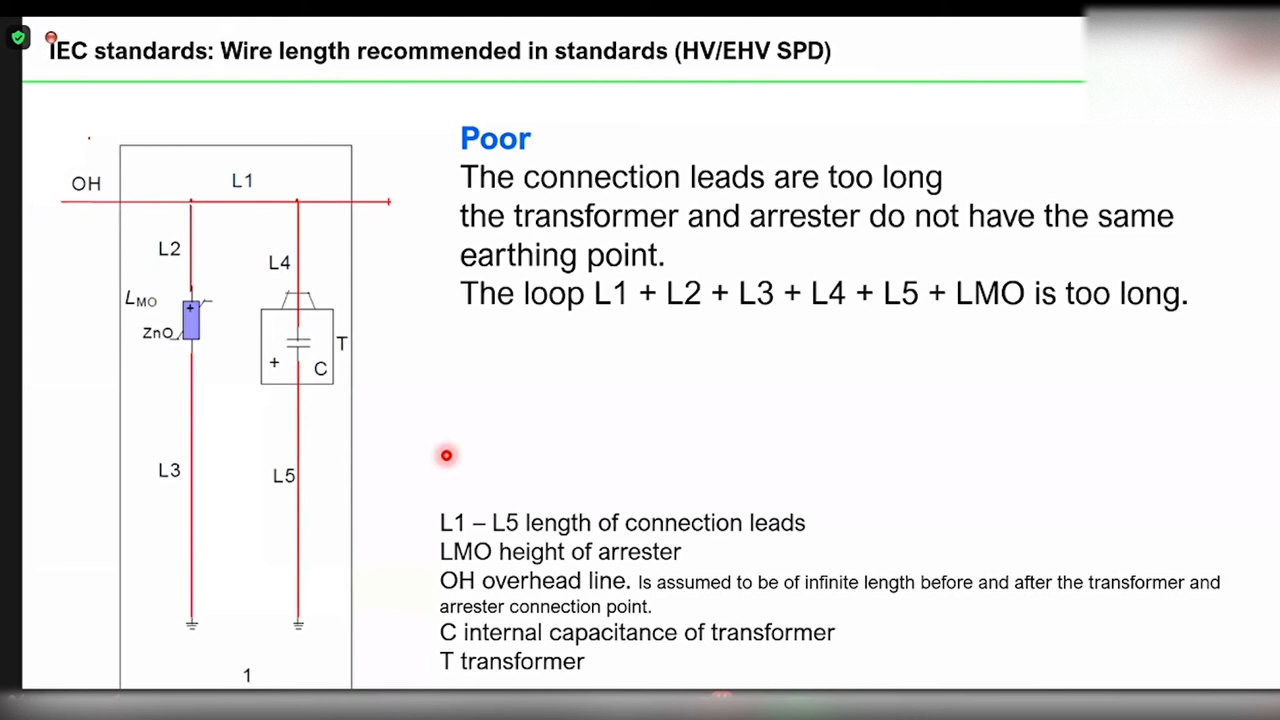 IEC standards: Wire length recommended in standards (HV/EHV SPD)
OH
L1
L2
L4
LMO
ZnO
T
+
+
C
L3
L5
1
Poor
The connection leads are too long
the transformer and arrester do not have the same
earthing point.
The loop L1 + L2 + L3 + L4 + L5 + LMO is too long.
L1 – L5 length of connection leads
LMO height of arrester
OH overhead line. Is assumed to be of infinite length before and after the transformer and
arrester connection point.
C internal capacitance of transformer
T transformer